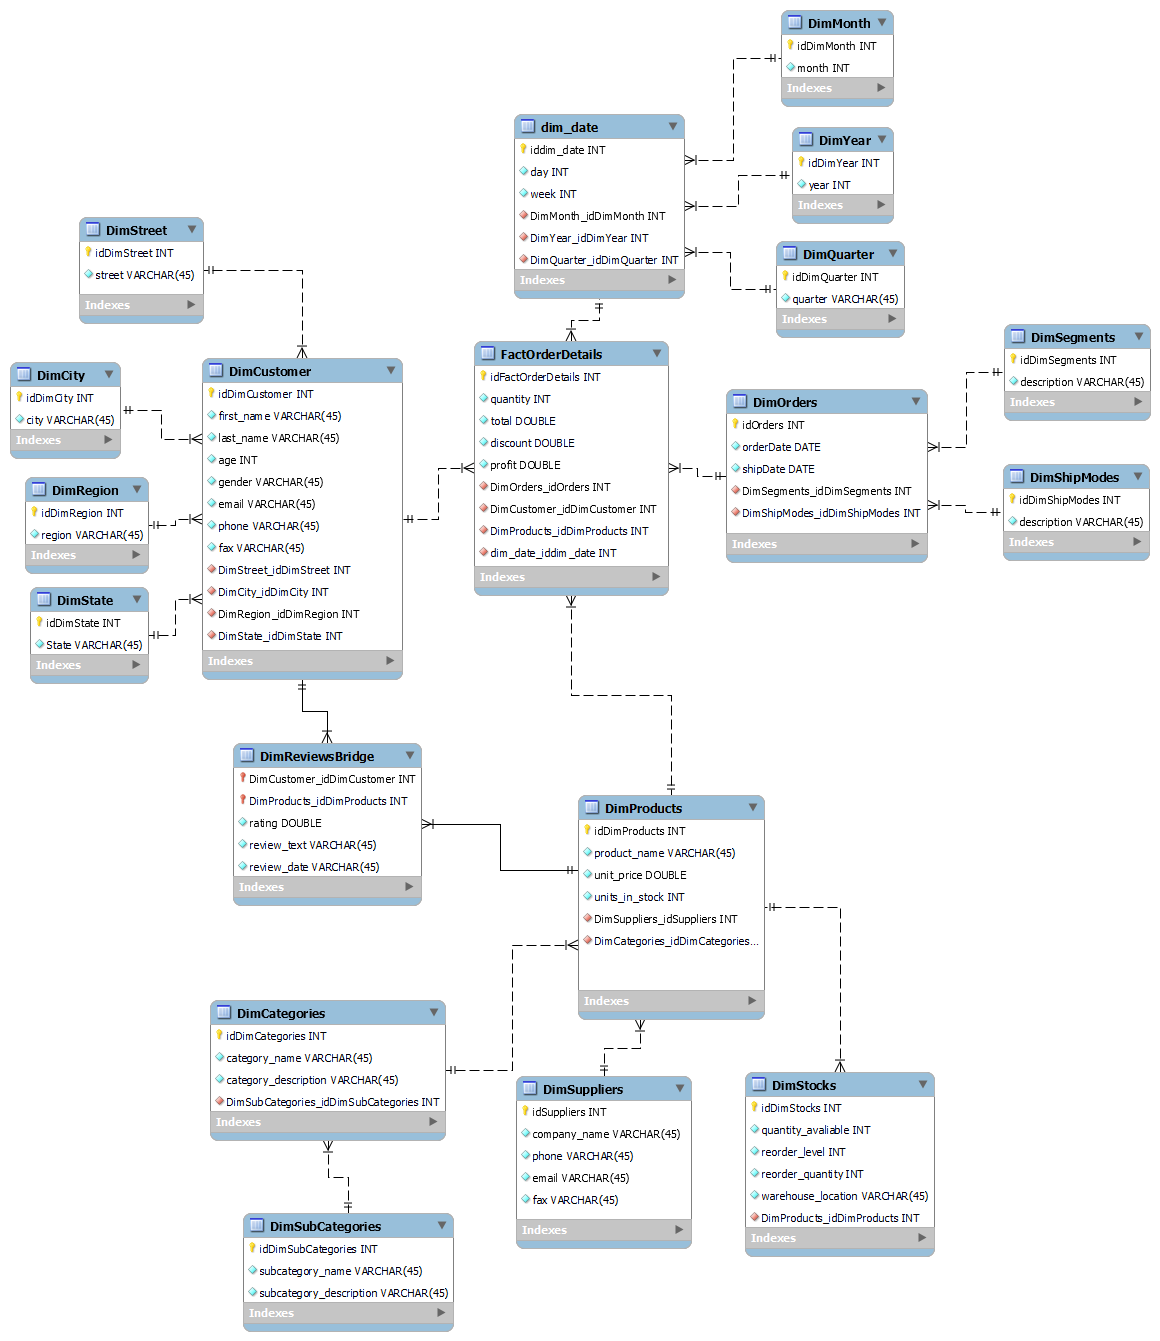 DimMonth
idDimMonth INT
month INT
Indexes
dim_date
iddim_date INT
day INT
week INT
DimMonth_idDimMonth INT
DimYear_idDimYear INT
DimQuarter_idDimQuarter INT
Indexes
DimYear
idDimYear INT
year INT
Indexes
DimQuarter
idDimQuarter INT
quarter VARCHAR(45)
Indexes
DimStreet
idDimStreet INT
street VARCHAR(45)
Indexes
DimCity
idDimCity INT
city VARCHAR(45)
Indexes
DimRegion
idDimRegion INT
region VARCHAR(45)
Indexes
DimState
idDimState INT
State VARCHAR(45)
Indexes
DimCustomer
idDimCustomer INT
first_name VARCHAR(45)
last_name VARCHAR(45)
age INT
gender VARCHAR(45)
email VARCHAR(45)
phone VARCHAR(45)
fax VARCHAR(45)
DimStreet_idDimStreet INT
DimCity_idDimCity INT
DimRegion_idDimRegion INT
DimState_idDimState INT
Indexes
FactOrderDetails
idFactOrderDetails INT
quantity INT
total DOUBLE
discount DOUBLE
profit DOUBLE
DimOrders_idOrders INT
DimCustomer_idDimCustomer INT
DimProducts_idDimProducts INT
dim_date_iddim_date INT
Indexes
DimOrders
idOrders INT
orderDate DATE
shipDate DATE
DimSegments_idDimSegments INT
DimShipModes_idDimShipModes INT
Indexes
DimSegments
idDimSegments INT
description VARCHAR(45)
Indexes
DimShipModes
idDimShipModes INT
description VARCHAR(45)
Indexes
DimReviewsBridge
DimCustomer_idDimCustomer INT
DimProducts_idDimProducts INT
rating DOUBLE
review_text VARCHAR(45)
review_date VARCHAR(45)
Indexes
DimProducts
idDimProducts INT
product_name VARCHAR(45)
unit_price DOUBLE
units_in_stock INT
DimSuppliers_idSuppliers INT
DimCategories_idDimCategories...
Indexes
DimCategories
idDimCategories INT
category_name VARCHAR(45)
category_description VARCHAR(45)
DimSubCategories_idDimSubCategories INT
Indexes
DimSuppliers
idSuppliers INT
company_name VARCHAR(45)
phone VARCHAR(45)
email VARCHAR(45)
fax VARCHAR(45)
Indexes
DimStocks
idDimStocks INT
quantity_avaliable INT
reorder_level INT
reorder_quantity INT
warehouse_location VARCHAR(45)
DimProducts_idDimProducts INT
Indexes
DimSubCategories
idDimSubCategories INT
subcategory_name VARCHAR(45)
subcategory_description VARCHAR(45)
Indexes